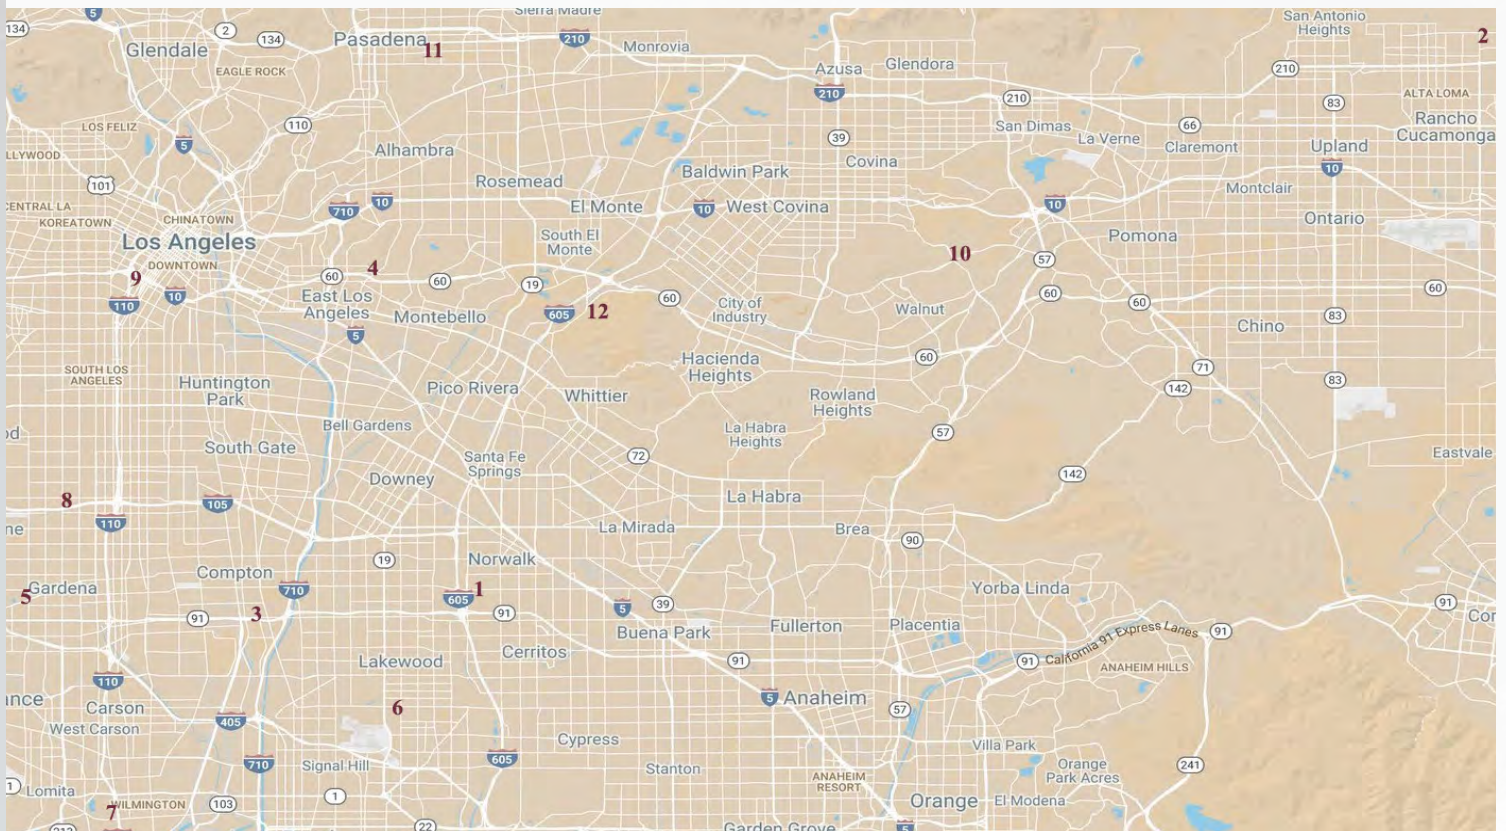 5
134
Glendale
2
134
Pasadena
11
Sierra Madre
210
Monrovia
Azusa
Glendora
San Antonio
Heights
2
EAGLE ROCK
210
210
210
83
ALTA LOMA
LOS FELIZ
110
5
39
San Dimas
La Verne
66
Claremont
Upland
Rancho
Cucamonga
LLYWOOD
Alhambra
Covina
101
Rosemead
Baldwin Park
10
Montclair
CENTRAL LA
KOREATOWN
CHINATOWN
710
10
El Monte
10
West Covina
10
Ontario
Los Angeles
DOWNTOWN
South El
Monte
Pomona
9
4
10
57
110
10
60
60
19
60
60
60
60
East Los
Angeles
Montebello
605
12
City of
Industry
Walnut
83
Chino
5
SOUTH LOS
ANGELES
Huntington
Park
Pico Rivera
Whittier
Hacienda
Heights
60
71
142
83
Rowland
Heights
Bell Gardens
La Habra
Heights
57
od
South Gate
Santa Fe
Springs
72
Eastvale
Downey
142
8
105
110
La Habra
ne
La Mirada
Brea
90
19
Norwalk
Compton
710
1
605
Yorba Linda
Gardena
5
91
3
91
5
39
91
Cor
Buena Park
Fullerton
Placentia
California 91 Express Lanes
91
Lakewood
Cerritos
91
91
ANAHEIM HILLS
110
ance
Carson
6
5
Anaheim
57
West Carson
405
Cypress
Villa Park
710
Signal Hill
605
Stanton
ANAHEIM
RESORT
Orange
Park Acres
241
1
Lomita
7
WILMINGTON
103
1
Orange
El Modena
213
22
Garden Grove
5